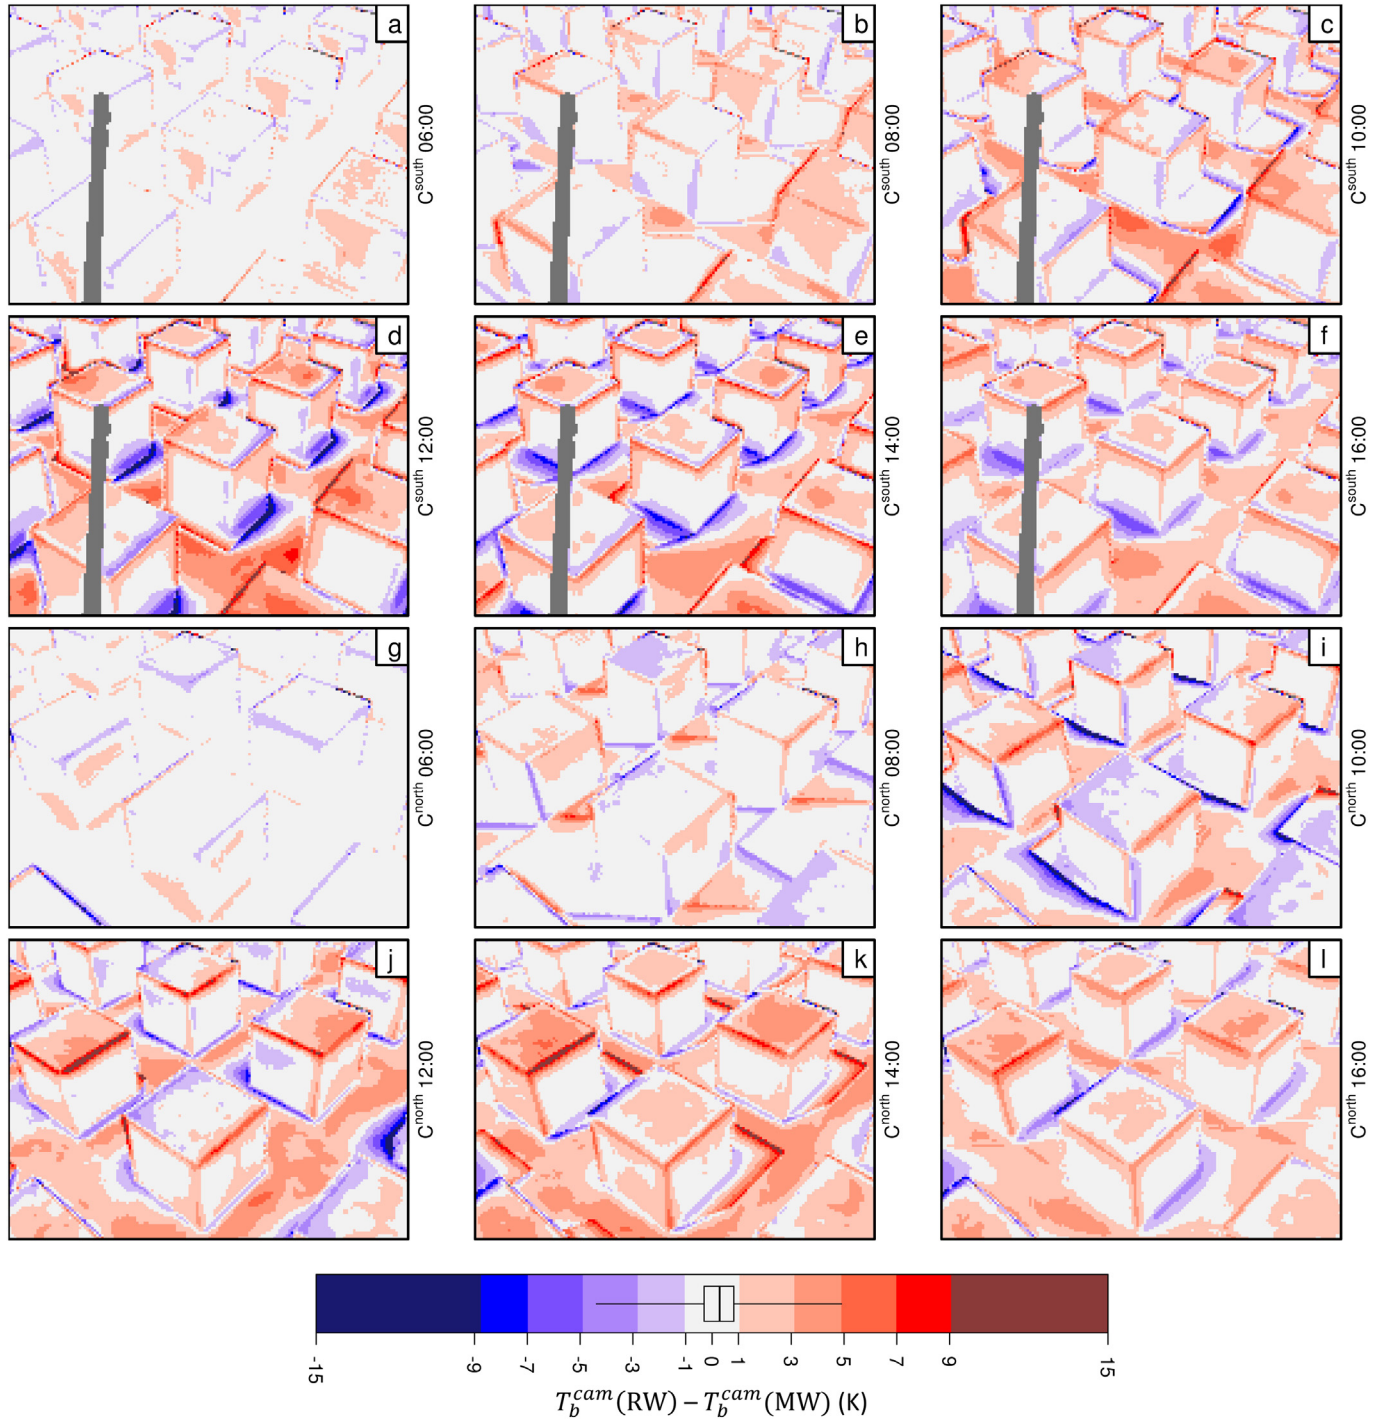 a
C^south 06:00
b
C^south 08:00
c
C^south 10:00
d
C^south 12:00
e
C^south 14:00
f
C^south 16:00
g
C^north 06:00
h
C^north 08:00
i
C^north 10:00
j
C^north 12:00
k
C^north 14:00
l
C^north 16:00
-15 -9 -7 -5 -3 -1 0 1 3 5 7 9 15
T_b^cam(RW) − T_b^cam(MW) (K)